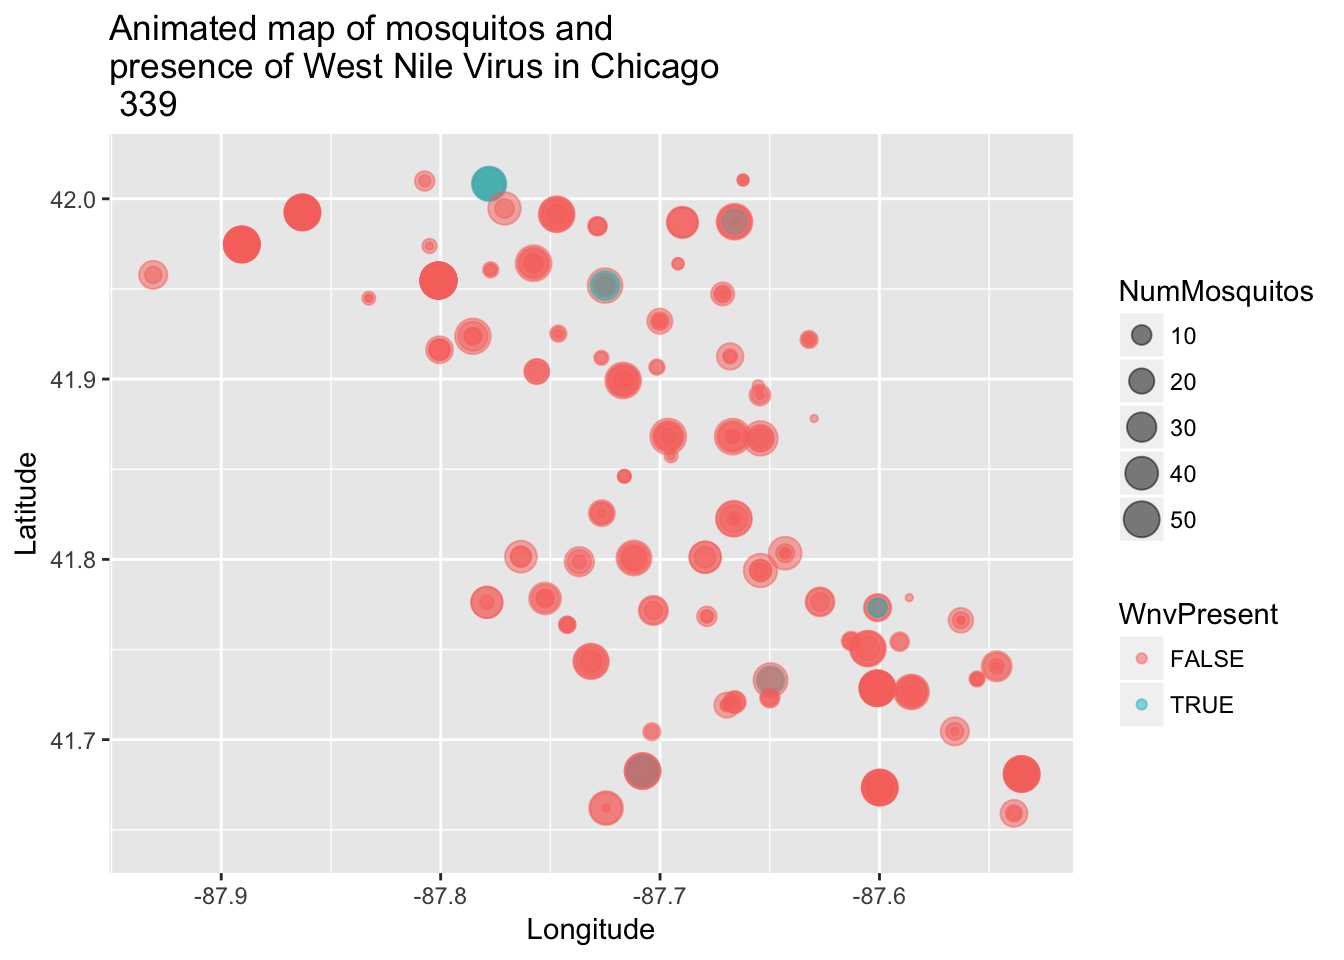 Animated map of mosquitos and
presence of West Nile Virus in Chicago
339
42.0
41.9
41.8
41.7
Latitude
-87.9
-87.8
-87.7
-87.6
Longitude
NumMosquitos
10
20
30
40
50
WnvPresent
FALSE
TRUE